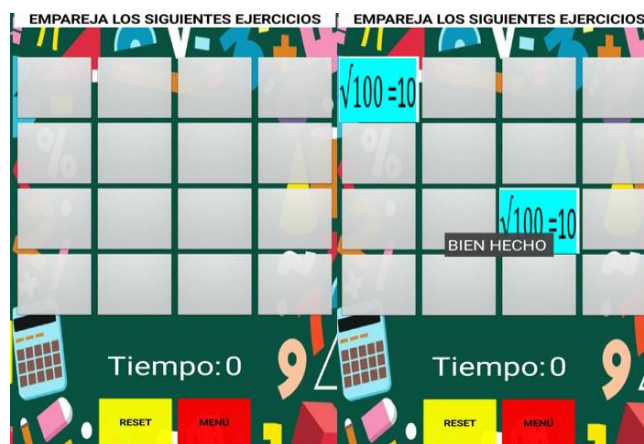 EMPAREJA LOS SIGUIENTES EJERCICIOS
Tiempo: 0
RESET
MENÚ
EMPAREJA LOS SIGUIENTES EJERCICIOS
√100 =10
√100 =10
BIEN HECHO
Tiempo: 0
RESET
MENÚ